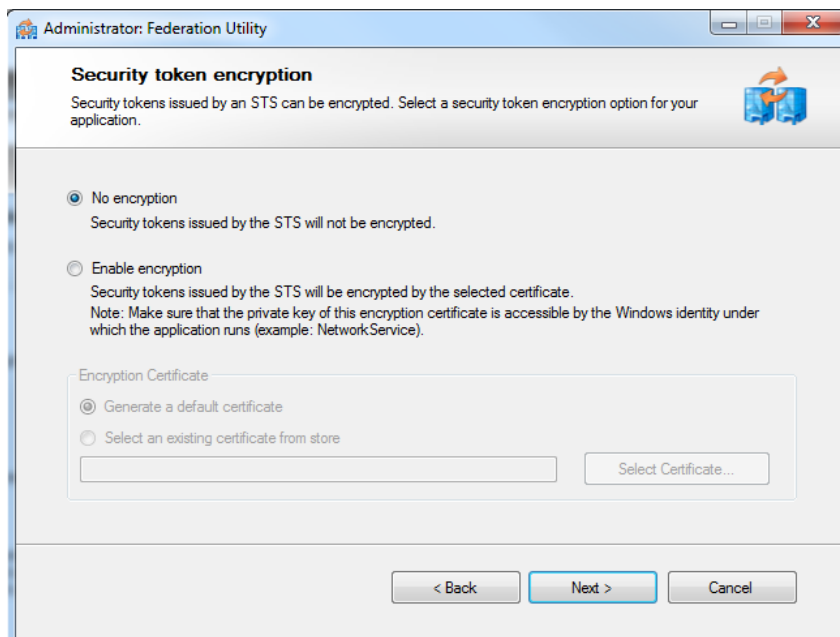 Administrator: Federation Utility
Security token encryption
Security tokens issued by an STS can be encrypted. Select a security token encryption option for your
application.
No encryption
Security tokens issued by the STS will not be encrypted.
Enable encryption
Security tokens issued by the STS will be encrypted by the selected certificate.
Note: Make sure that the private key of this encryption certificate is accessible by the Windows identity under
which the application runs (example: NetworkService).
Encryption Certificate
Generate a default certificate
Select an existing certificate from store
Select Certificate...
< Back
Next >
Cancel